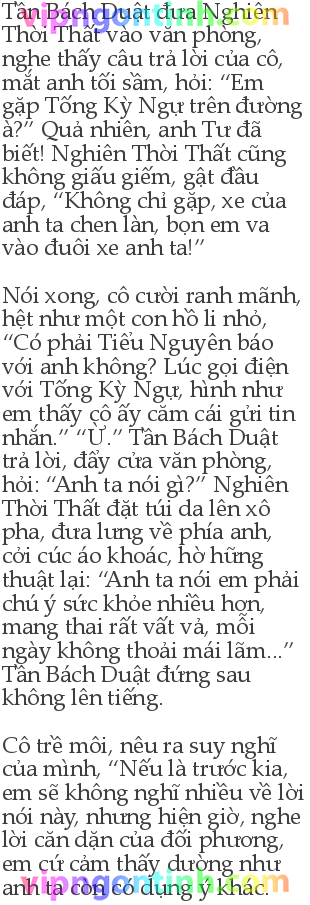 Tần Bách Duật đưa Nghiên
vipngontinh.com
Thời Thất vào văn phòng,
nghe thấy câu trả lời của cô,
mắt anh tối sầm, hỏi: “Em
gặp Tống Kỳ Ngự trên đường
à?” Quả nhiên, anh Tư đã
biết! Nghiên Thời Thất cũng
không giấu giếm, gật đầu
đáp, “Không chỉ gặp, xe của
anh ta chen làn, bọn em va
vào đuôi xe anh ta!”

Nói xong, cô cười ranh mãnh,
hệt như một con hồ li nhỏ,
“Có phải Tiểu Nguyên báo
với anh không? Lúc gọi điện
với Tống Kỳ Ngự, hình như
em thấy cô ấy cầm cái gửi tin
nhắn.” “Ừ.” Tần Bách Duật
trả lời, đẩy cửa văn phòng,
hỏi: “Anh ta nói gì?” Nghiên
Thời Thất đặt túi da lên xô
pha, đưa lưng về phía anh,
cởi cúc áo khoác, hờ hững
thuật lại: “Anh ta nói em phải
chú ý sức khỏe nhiều hơn,
mang thai rất vất vả, mỗi
ngày không thoải mái lắm...”
Tần Bách Duật đứng sau
không lên tiếng.

Cô trề môi, nêu ra suy nghĩ
của mình, “Nếu là trước kia,
em sẽ không nghĩ nhiều về lời
nói này, nhưng hiện giờ, nghe
lời căn dặn của đối phương,
em cứ cảm thấy dường như
anh ta còn có dụng ý khác.
vipngontinh.com